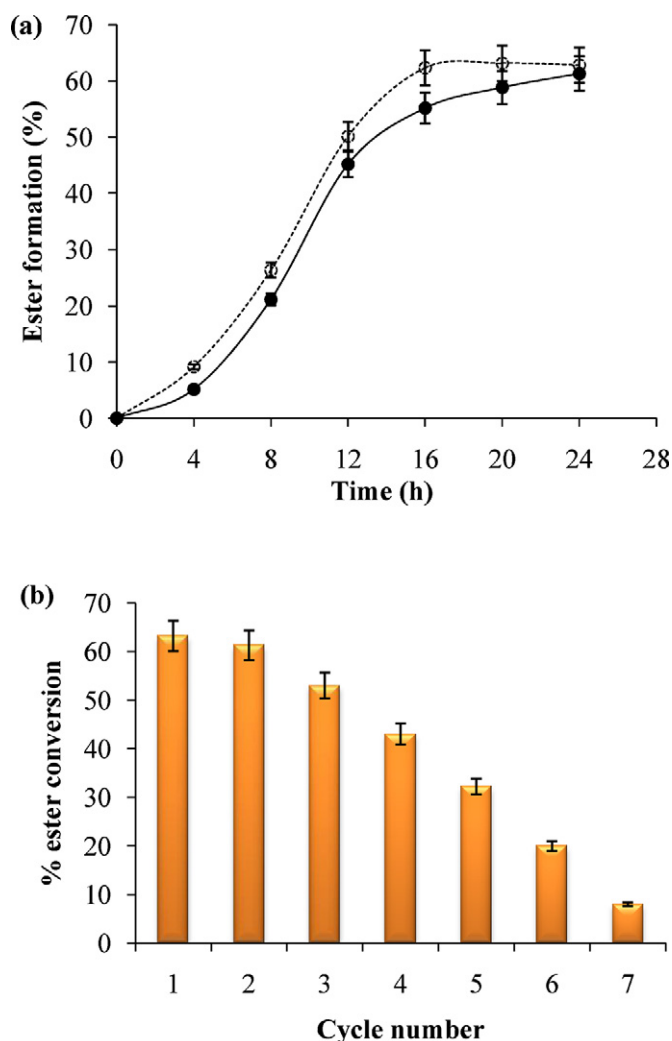 (a)
Ester formation (%)
70
60
50
40
30
20
10
0
0 4 8 12 16 20 24 28
Time (h)
(b)
% ester conversion
70
60
50
40
30
20
10
0
1 2 3 4 5 6 7
Cycle number